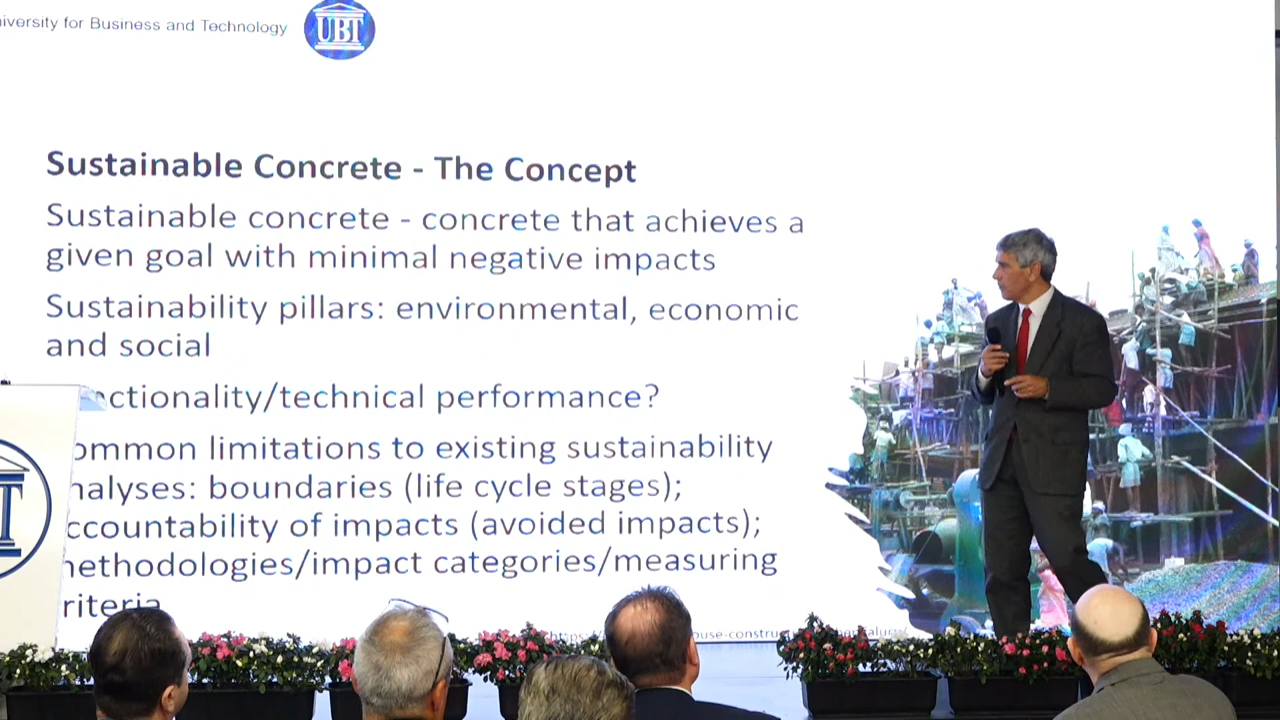 iversity for Business and Technology
UBT
Sustainable Concrete - The Concept
Sustainable concrete - concrete that achieves a
given goal with minimal negative impacts
Sustainability pillars: environmental, economic
and social
ctionality/technical performance?
ommon limitations to existing sustainability
nalyses: boundaries (life cycle stages);
ccountability of impacts (avoided impacts);
nethodologies/impact categories/measuring
riteria